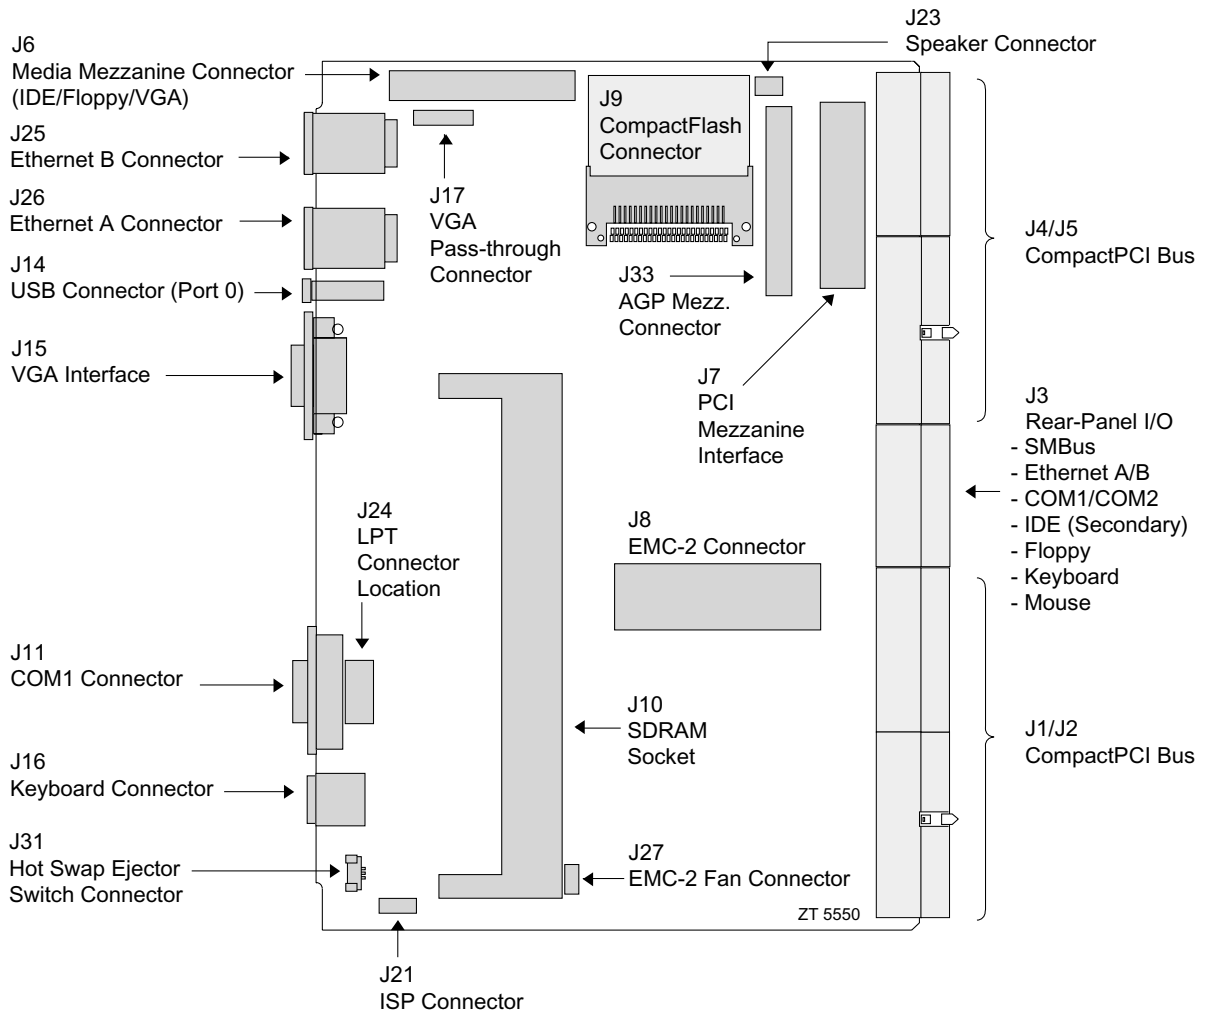 J23
Speaker Connector
J6
Media Mezzanine Connector
(IDE/Floppy/VGA)
J25
Ethernet B Connector
J26
Ethernet A Connector
J14
USB Connector (Port 0)
J15
VGA Interface
J17
VGA
Pass-through
Connector
J9
CompactFlash
Connector
J33
AGP Mezz.
Connector
J7
PCI
Mezzanine
Interface
J4/J5
CompactPCI Bus
J3
Rear-Panel I/O
- SMBus
- Ethernet A/B
- COM1/COM2
- IDE (Secondary)
- Floppy
- Keyboard
- Mouse
J24
LPT
Connector
Location
J8
EMC-2 Connector
J11
COM1 Connector
J10
SDRAM
Socket
J1/J2
CompactPCI Bus
J16
Keyboard Connector
J31
Hot Swap Ejector
Switch Connector
J27
EMC-2 Fan Connector
ZT 5550
J21
ISP Connector